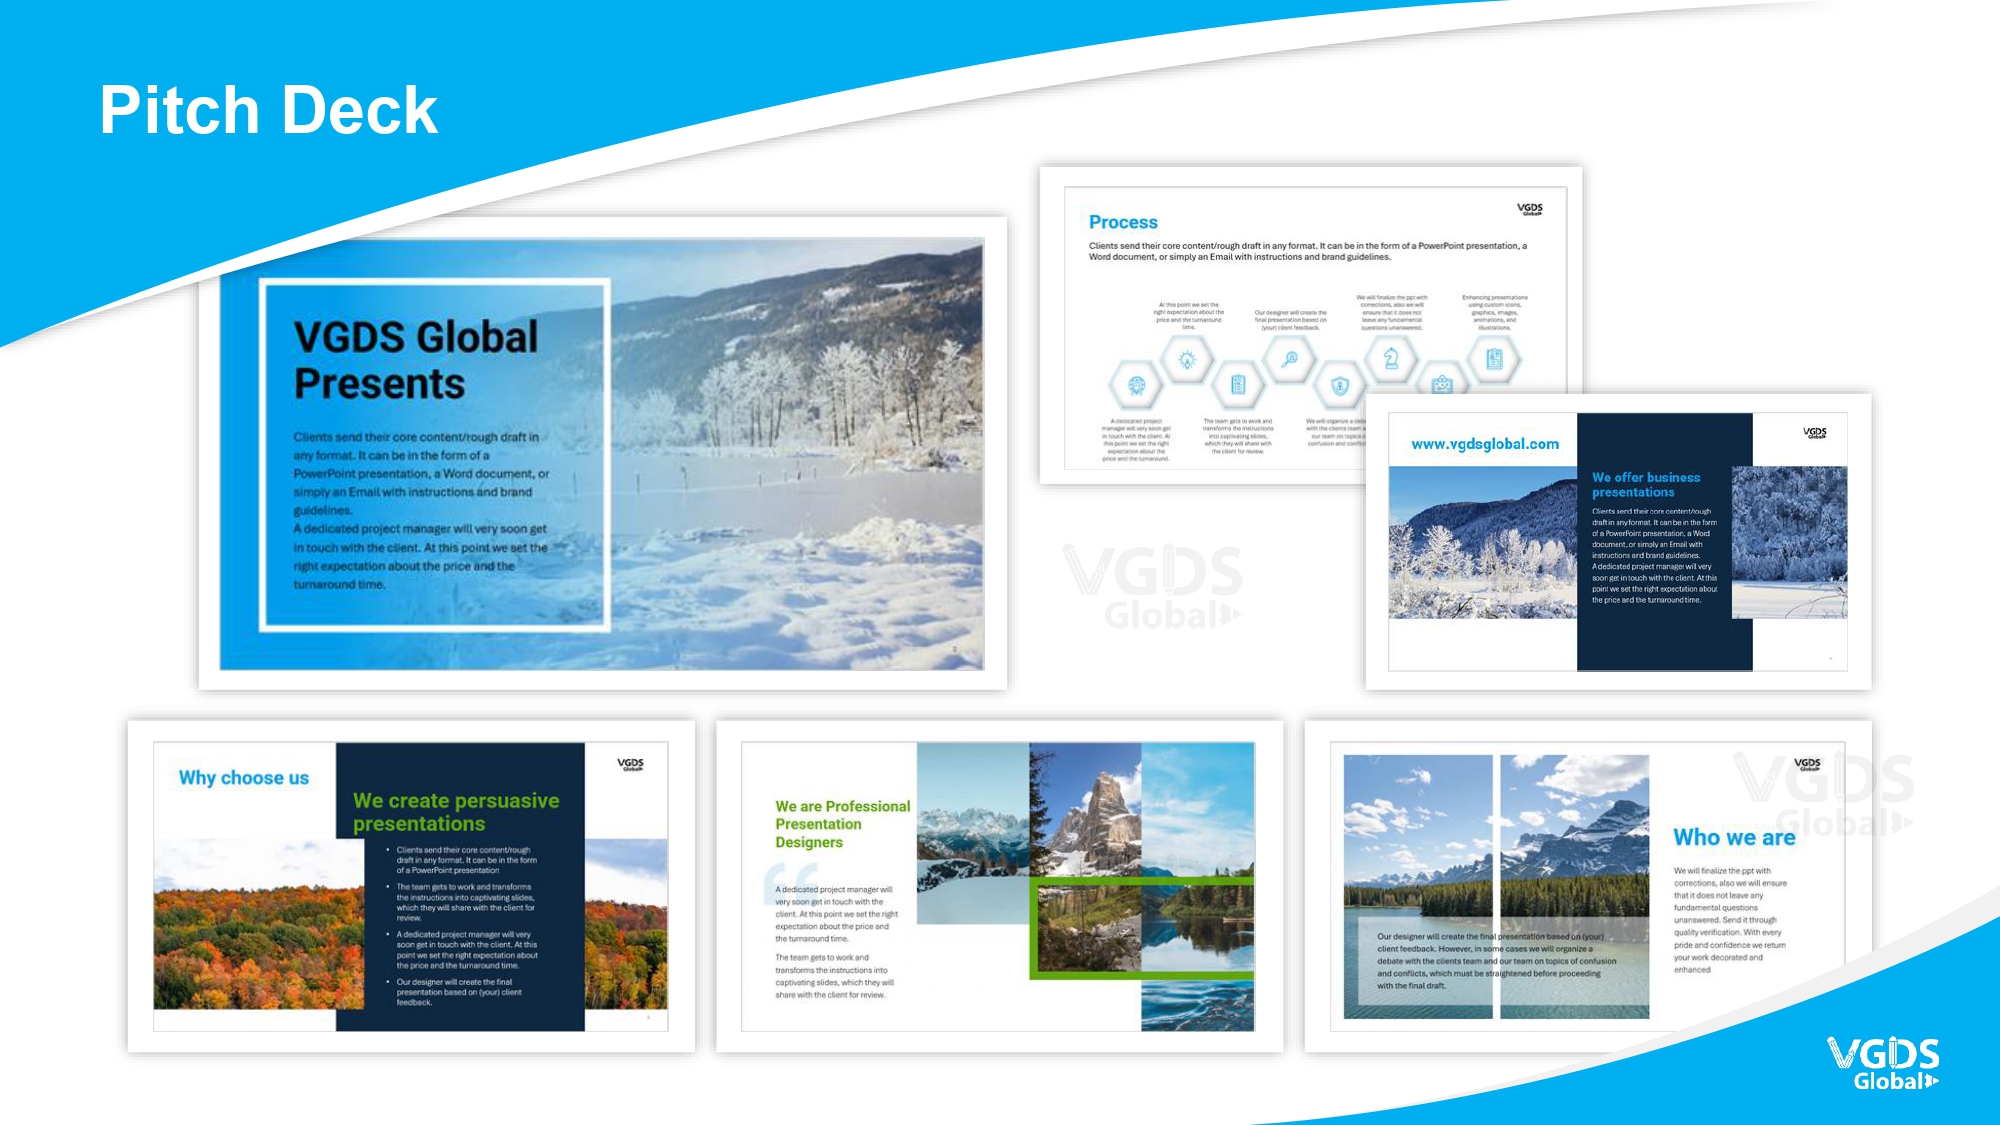 Pitch Deck
VGDS Global
Presents
Clients send their core content/rough draft in
any format. It can be in the form of a
PowerPoint presentation, a Word document, or
simply an Email with instructions and brand
guidelines.
A dedicated project manager will very soon get
in touch with the client. At this point we set the
right expectation about the price and the
turnaround time.
VGDS
Global
Process
Clients send their core content/rough draft in any format. It can be in the form of a PowerPoint presentation, a
Word document, or simply an Email with instructions and brand guidelines.
At this point we set the
right expectation about the
price and the turnaround
time.
Our designer will create the
final presentation based on
(your) client feedback.
We will finalize the ppt with
corrections, also we will
ensure that it does not
leave any fundamental
questions unanswered.
Enhancing presentations
using custom icons,
graphics, images,
animations, and
illustrations.
A dedicated project
manager will very soon get
in touch with the client. At
this point we set the right
expectation about the
price and the turnaround.
The team gets to work and
transforms the instructions
into captivating slides,
which they will share with
the client for review.
We will organize a
with the clients team
our team on topics
confusion and
www.vgdsglobal.com
VGDS
Global
We offer business
presentations
Clients send their core content/rough
draft in any format. It can be in the form
of a PowerPoint presentation, a Word
document, or simply an Email with
instructions and brand guidelines.
A dedicated project manager will very
soon get in touch with the client. At this
point we set the right expectation about
the price and the turnaround time.
VGDS
Global
Why choose us
VGDS
Global
We create persuasive
presentations
• Clients send their core content/rough
draft in any format. It can be in the form
of a PowerPoint presentation
• The team gets to work and transforms
the instructions into captivating slides,
which they will share with the client for
review.
• A dedicated project manager will very
soon get in touch with the client. At this
point we set the right expectation about
the price and the turnaround time.
• Our designer will create the final
presentation based on (your) client
feedback.
We are Professional
Presentation
Designers
A dedicated project manager will
very soon get in touch with the
client. At this point we set the right
expectation about the price and
the turnaround time.
The team gets to work and
transforms the instructions into
captivating slides, which they will
share with the client for review.
Our designer will create the final presentation based on (your)
client feedback. However, in some cases we will organize a
debate with the clients team and our team on topics of confusion
and conflicts, which must be straightened before proceeding
with the final draft.
VGDS
Global
VGDS
Global
Who we are
We will finalize the ppt with
corrections, also we will ensure
that it does not leave any
fundamental questions
unanswered. Send it through
quality verification. With every
pride and confidence we return
your work decorated and
enhanced
VGDS
Global